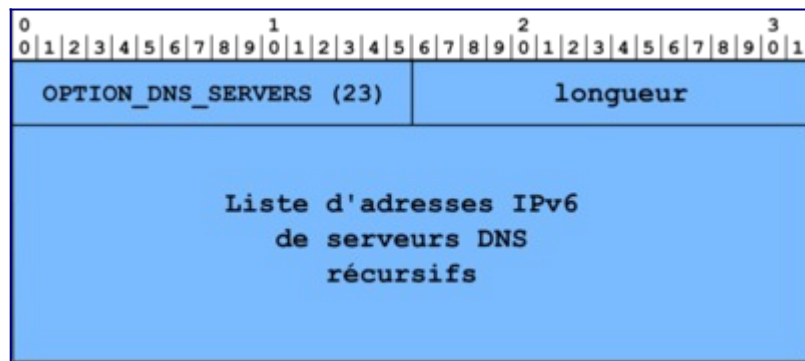 0 1 2 3
0|1|2|3|4|5|6|7|8|9|0|1|2|3|4|5|6|7|8|9|0|1|2|3|4|5|6|7|8|9|0|1
OPTION_DNS_SERVERS (23) longueur
Liste d'adresses IPv6
de serveurs DNS
récursifs